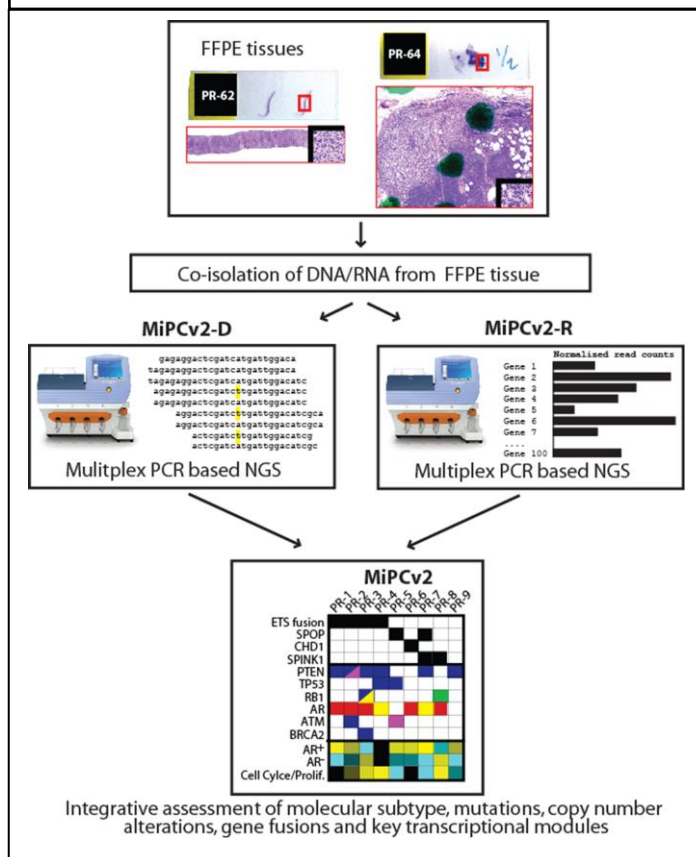 FFPE tissues
PR-62
PR-64
1/2
Co-isolation of DNA/RNA from FFPE tissue
MiPCv2-D
gagaggactcgatcatgattggaca
tagagaggactcgatcatgattggaca
tagagaggactcgatcatgattggacatc
agagaggactcgatcttgattggacatc
agagaggactcgatcatgattggacatc
aggactcgatcttgattggacatcgca
aggactcgatcatgattggacatcgca
actcgatcttgattggacatcg
actcgatcatgattggacatcgc
Mulitplex PCR based NGS
MiPCv2-R
Normalized read counts
Gene 1
Gene 2
Gene 3
Gene 4
Gene 5
Gene 6
Gene 7
....
Gene 100
Multiplex PCR based NGS
MiPCv2
PR-1 PR-2 PR-3 PR-4 PR-5 PR-6 PR-7 PR-8 PR-9
ETS fusion
SPOP
CHD1
SPINK1
PTEN
TP53
RB1
AR
ATM
BRCA2
AR+
AR-
Cell Cylce/Prolif.
Integrative assessment of molecular subtype, mutations, copy number
alterations, gene fusions and key transcriptional modules